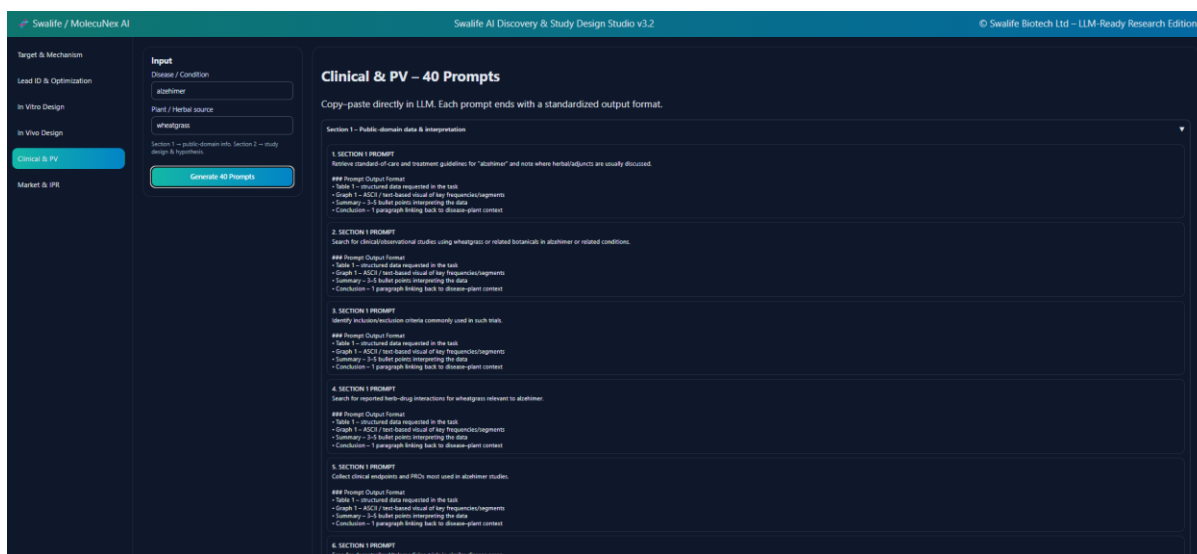 Swalife / MolecuNex AI
Swalife AI Discovery & Study Design Studio v3.2
© Swalife Biotech Ltd – LLM-Ready Research Edition
Target & Mechanism
Lead ID & Optimization
In Vitro Design
In Vivo Design
Clinical & PV
Market & IPR
Input
Disease / Condition
alzehimer
Plant / Herbal source
wheatgrass
Section 1 → public-domain info. Section 2 → study
design & hypothesis.
Generate 40 Prompts
Clinical & PV – 40 Prompts
Copy-paste directly in LLM. Each prompt ends with a standardized output format.
Section 1 – Public-domain data & interpretation
1. SECTION 1 PROMPT
Retrieve standard-of-care and treatment guidelines for "alzehimer" and note where herbal/adjuncts are usually discussed.
### Prompt Output Format
• Table 1 – structured data requested in the task
• Graph 1 – ASCII / text-based visual of key frequencies/segments
• Summary – 3–5 bullet points interpreting the data
• Conclusion – 1 paragraph linking back to disease–plant context
2. SECTION 1 PROMPT
Search for clinical/observational studies using wheatgrass or related botanicals in alzehimer or related conditions.
### Prompt Output Format
• Table 1 – structured data requested in the task
• Graph 1 – ASCII / text-based visual of key frequencies/segments
• Summary – 3–5 bullet points interpreting the data
• Conclusion – 1 paragraph linking back to disease–plant context
3. SECTION 1 PROMPT
Identify inclusion/exclusion criteria commonly used in such trials.
### Prompt Output Format
• Table 1 – structured data requested in the task
• Graph 1 – ASCII / text-based visual of key frequencies/segments
• Summary – 3–5 bullet points interpreting the data
• Conclusion – 1 paragraph linking back to disease–plant context
4. SECTION 1 PROMPT
Search for reported herb–drug interactions for wheatgrass relevant to alzehimer.
### Prompt Output Format
• Table 1 – structured data requested in the task
• Graph 1 – ASCII / text-based visual of key frequencies/segments
• Summary – 3–5 bullet points interpreting the data
• Conclusion – 1 paragraph linking back to disease–plant context
5. SECTION 1 PROMPT
Collect clinical endpoints and PROs most used in alzehimer studies.
### Prompt Output Format
• Table 1 – structured data requested in the task
• Graph 1 – ASCII / text-based visual of key frequencies/segments
• Summary – 3–5 bullet points interpreting the data
• Conclusion – 1 paragraph linking back to disease–plant context
6. SECTION 1 PROMPT